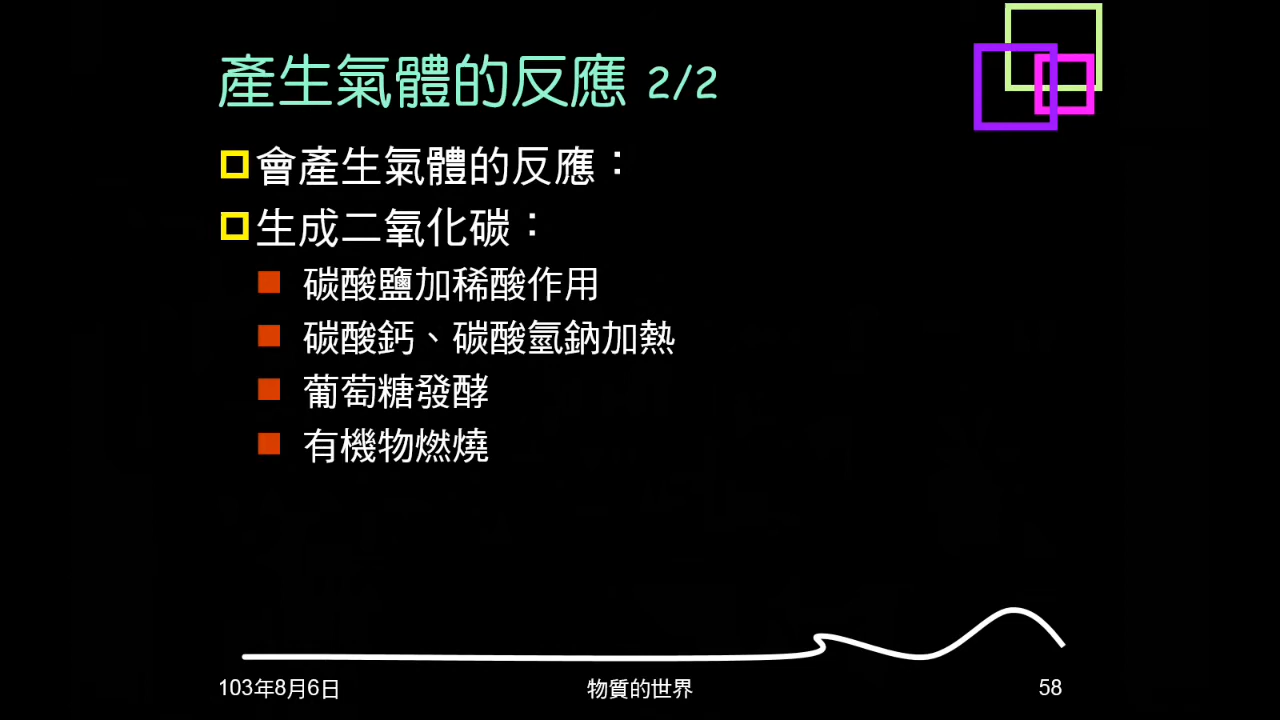 產生氣體的反應 2/2
會產生氣體的反應：
生成二氧化碳：
碳酸鹽加稀酸作用
碳酸鈣、碳酸氫鈉加熱
葡萄糖發酵
有機物燃燒
103年8月6日
物質的世界
58